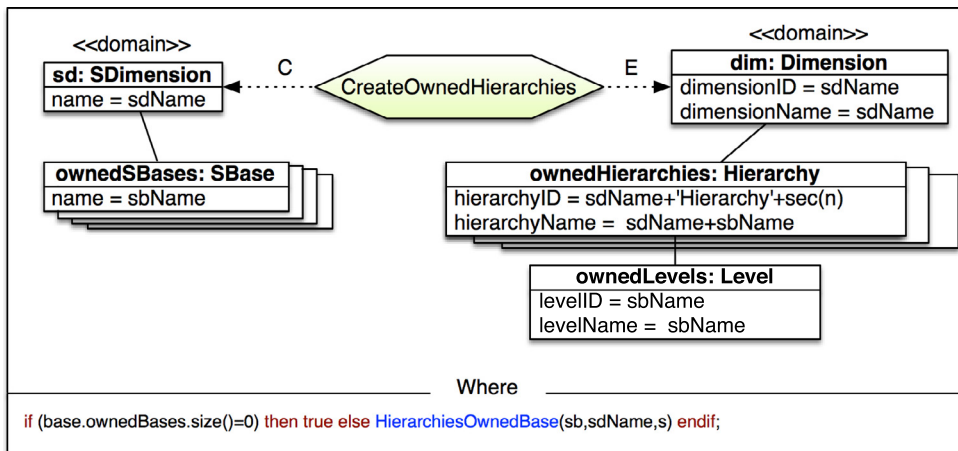 <<domain>>
sd: SDimension
name = sdName
C
CreateOwnedHierarchies
E
<<domain>>
dim: Dimension
dimensionID = sdName
dimensionName = sdName
ownedSBases: SBase
name = sbName
ownedHierarchies: Hierarchy
hierarchyID = sdName+'Hierarchy'+sec(n)
hierarchyName = sdName+sbName
ownedLevels: Level
levelID = sbName
levelName = sbName
Where
if (base.ownedBases.size()=0) then true else HierarchiesOwnedBase(sb,sdName,s) endif;